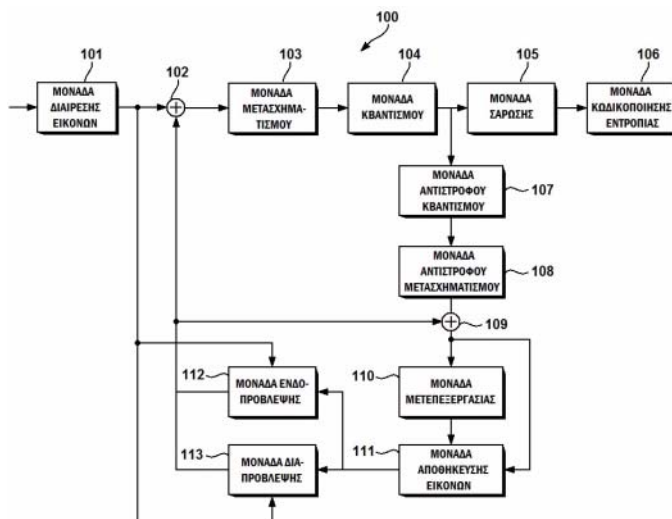 100
101
102
103
104
105
106
ΜΟΝΑΔΑ
ΔΙΑΙΡΕΣΗΣ
ΕΙΚΟΝΩΝ
ΜΟΝΑΔΑ
ΜΕΤΑΣΧΗΜΑ-
ΤΙΣΜΟΥ
ΜΟΝΑΔΑ
ΚΒΑΝΤΙΣΜΟΥ
ΜΟΝΑΔΑ
ΣΑΡΩΣΗΣ
ΜΟΝΑΔΑ
ΚΩΔΙΚΟΠΟΙΗΣΗΣ
ΕΝΤΡΟΠΙΑΣ
ΜΟΝΑΔΑ
ΑΝΤΙΣΤΡΟΦΟΥ
ΚΒΑΝΤΙΣΜΟΥ
107
ΜΟΝΑΔΑ
ΑΝΤΙΣΤΡΟΦΟΥ
ΜΕΤΑΣΧΗΜΑΤΙΣΜΟΥ
108
109
112
ΜΟΝΑΔΑ ΕΝΔΟ-
ΠΡΟΒΛΕΨΗΣ
110
ΜΟΝΑΔΑ
ΜΕΤΕΠΕΞΕΡΓΑΣΙΑΣ
113
ΜΟΝΑΔΑ ΔΙΑ-
ΠΡΟΒΛΕΨΗΣ
111
ΜΟΝΑΔΑ
ΑΠΟΘΗΚΕΥΣΗΣ
ΕΙΚΟΝΩΝ